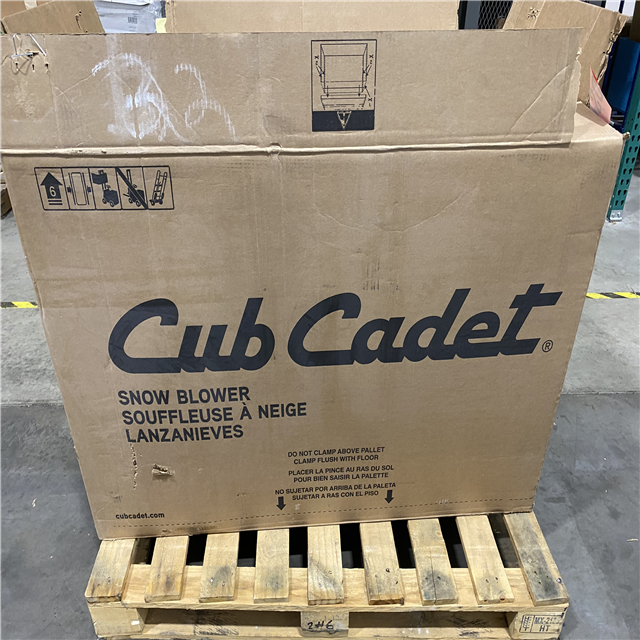 6
Cub Cadet®
SNOW BLOWER
SOUFFLEUSE À NEIGE
LANZANIEVES
DO NOT CLAMP ABOVE PALLET
CLAMP FLUSH WITH FLOOR
PLACER LA PINCE AU RAS DU SOL
POUR BIEN SAISIR LA PALETTE
NO SUJETAR POR ARRIBA DE LA PALETA
SUJETAR A RAS CON EL PISO
cubcadet.com
HT